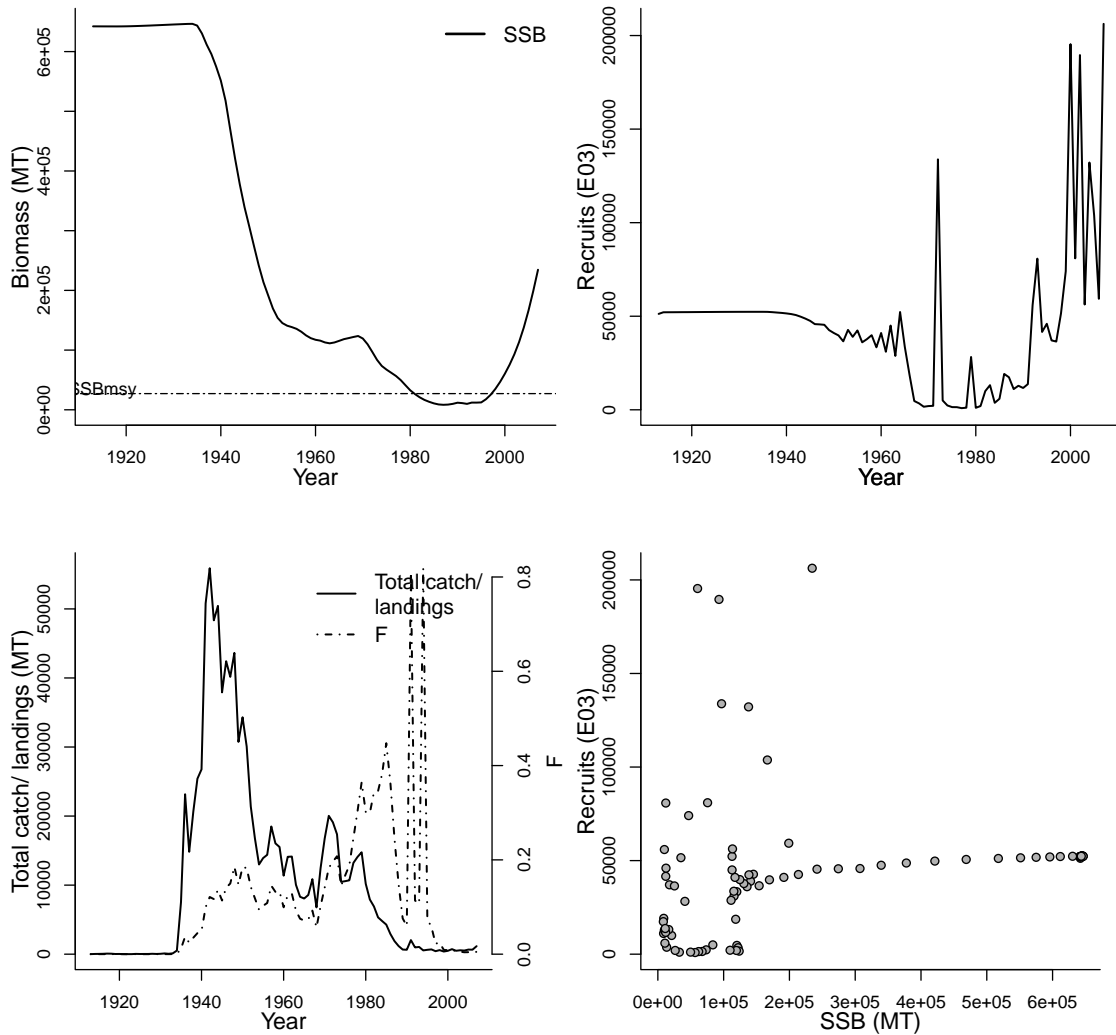 SSB
Biomass (MT)
0e+00 2e+05 4e+05 6e+05
SSBmsy
1920 1940 1960 1980 2000
Year
Recruits (E03)
0 50000 100000 150000 200000
1920 1940 1960 1980 2000
Year
Total catch/
landings
F
Total catch/ landings (MT)
0 10000 20000 30000 40000 50000
0.0 0.2 0.4 0.6 0.8
F
1920 1940 1960 1980 2000
Year
Recruits (E03)
0 50000 100000 150000 200000
0e+00 1e+05 2e+05 3e+05 4e+05 5e+05 6e+05
SSB (MT)